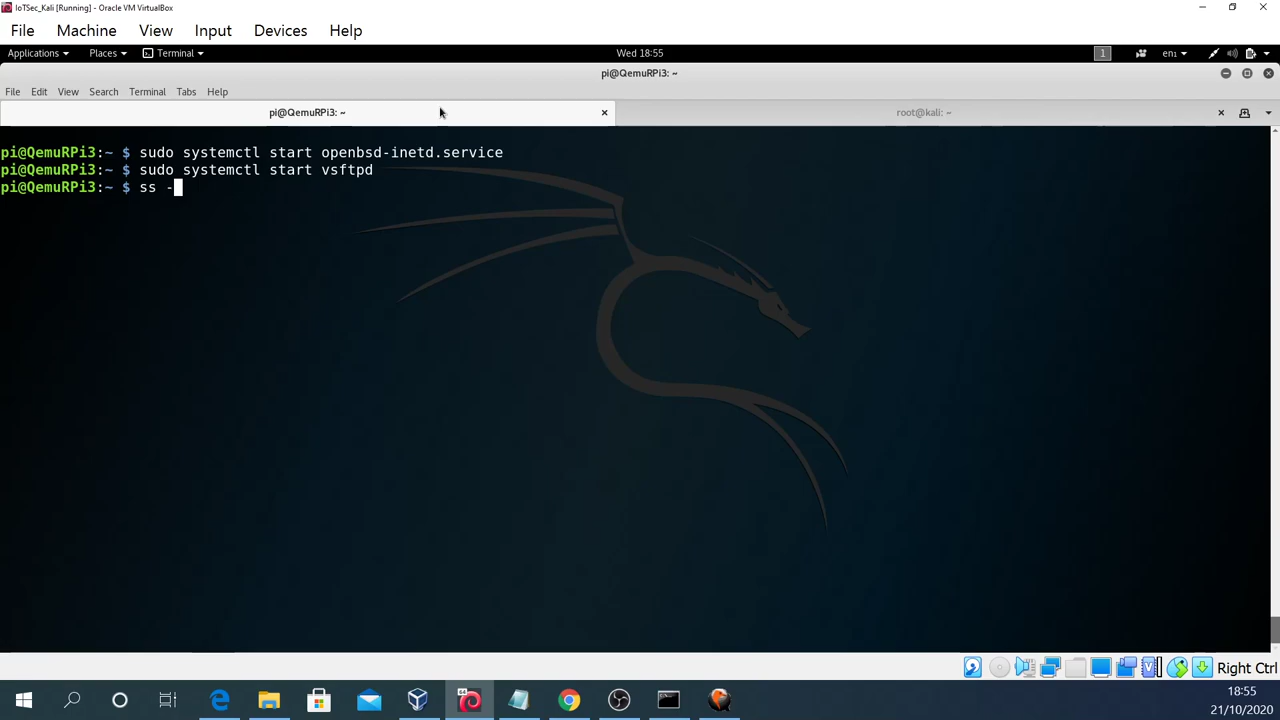 IoTSec_Kali [Running] - Oracle VM VirtualBox
File Machine View Input Devices Help
Applications Places Terminal Wed 18:55 1 en₁
pi@QemuRPi3: ~
File Edit View Search Terminal Tabs Help
pi@QemuRPi3: ~ × root@kali: ~ ×
pi@QemuRPi3:~ $ sudo systemctl start openbsd-inetd.service
pi@QemuRPi3:~ $ sudo systemctl start vsftpd
pi@QemuRPi3:~ $ ss -
Right Ctrl
18:55
21/10/2020